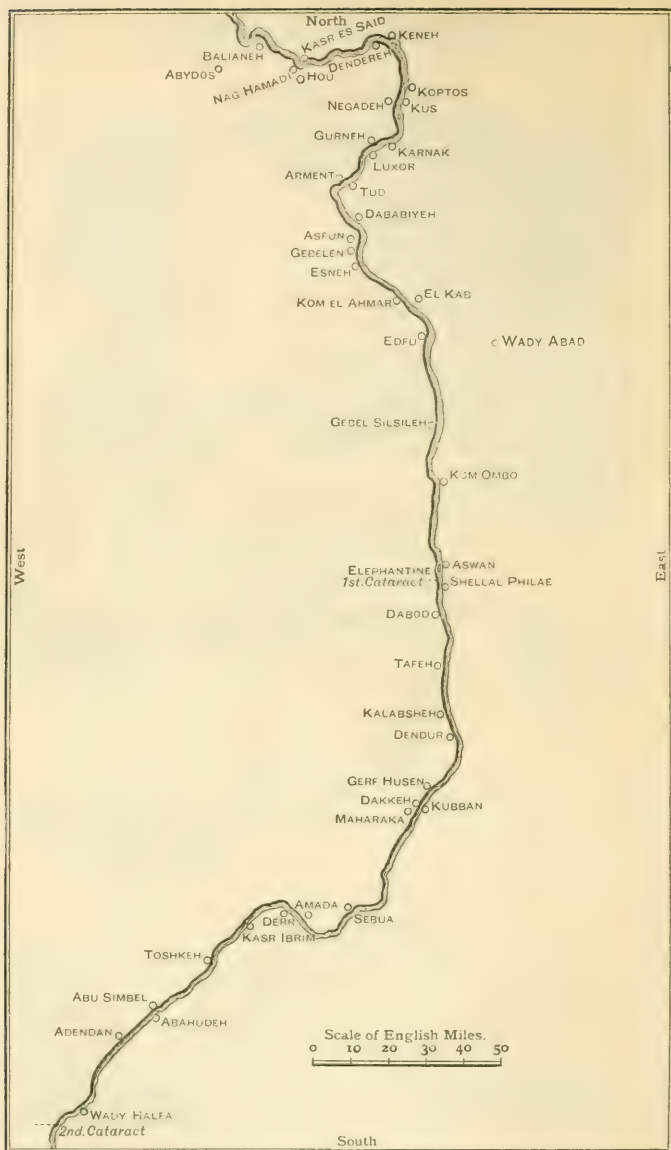 North
KASR ES SAID
KENEH
BALIANEH
DENDEREH
ABYDOS
NAG HAMADI
HOU
KOPTOS
NEGADEH
KUS
GURNEH
KARNAK
LUXOR
ARMENT
TUD
DABABIYEH
ASFUN
GEBELEN
ESNEH
EL KAB
KOM EL AHMAR
EDFU
WADY ABAD
GEBEL SILSILEH
KOM OMBO
West
East
ELEPHANTINE
ASWAN
1st. Cataract
SHELLAL PHILAE
DABOD
TAFEH
KALABSHEH
DENDUR
GERF HUSEN
DAKKEH
KUBBAN
MAHARAKA
AMADA
DERR
SEBUA
KASR IBRIM
TOSHKEH
ABU SIMBEL
ABAHUDEH
ADENDAN
Scale of English Miles.
0 10 20 30 40 50
WADY HALFA
2nd. Cataract
South